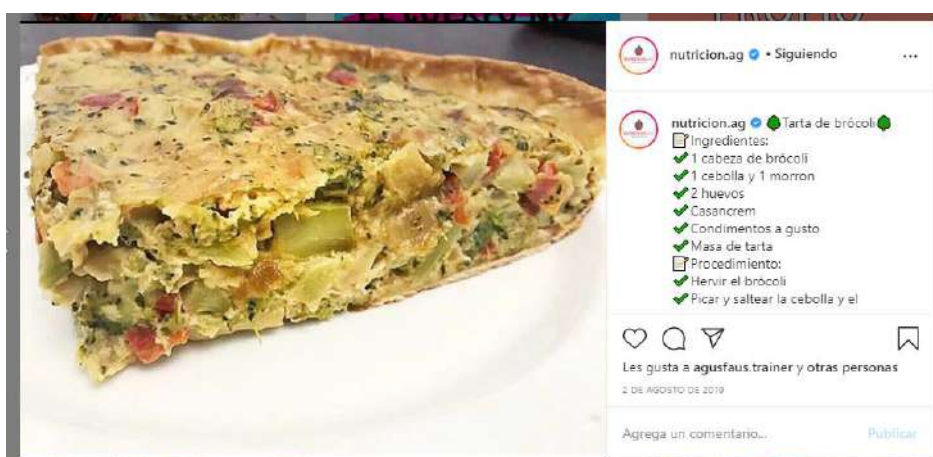 nutricion.ag • Siguiendo
nutricion.ag Tarta de brócoli
Ingredientes:
1 cabeza de brócoli
1 cebolla y 1 morron
2 huevos
Casancrem
Condimentos a gusto
Masa de tarta
Procedimiento:
Hervir el brócoli
Picar y saltear la cebolla y el
Les gusta a agusfaus.trainer y otras personas
2 DE AGOSTO DE 2019
Agrega un comentario...
Publicar